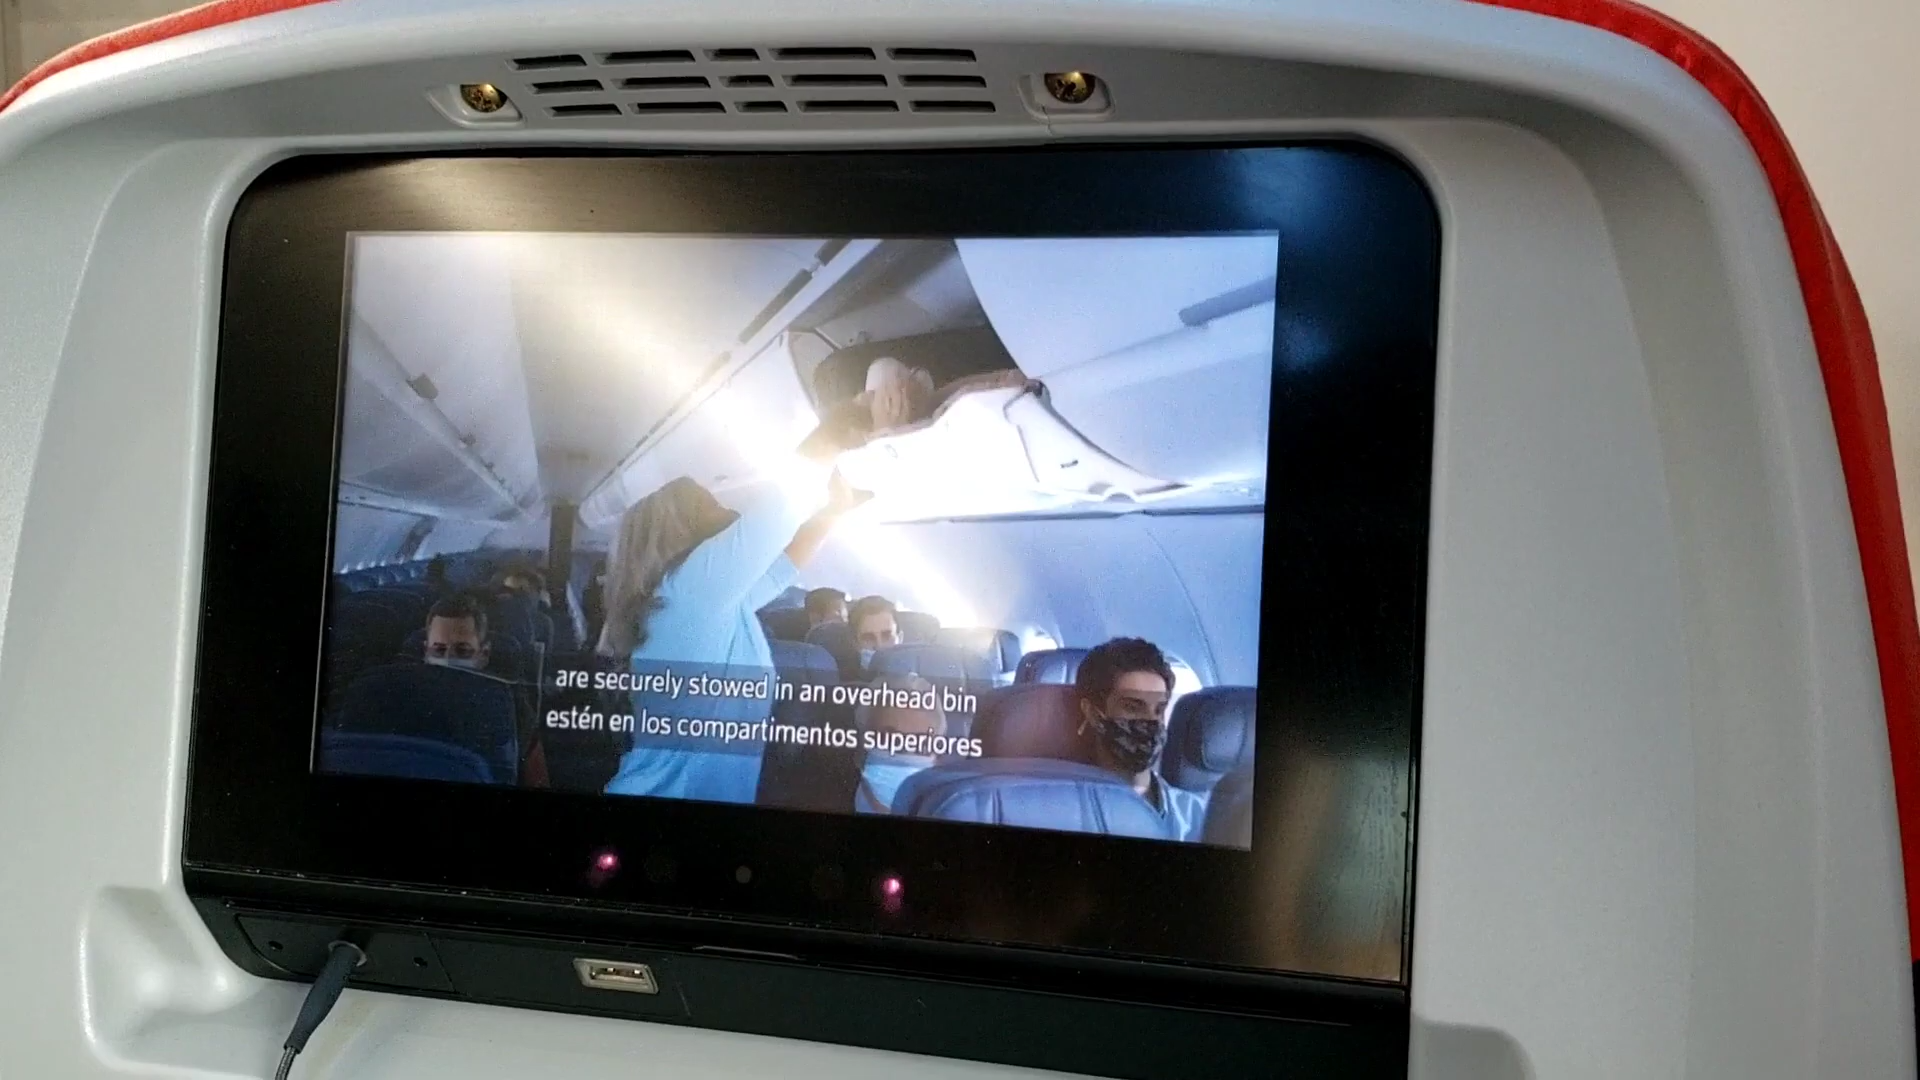 are securely stowed in an overhead bin
estén en los compartimentos superiores